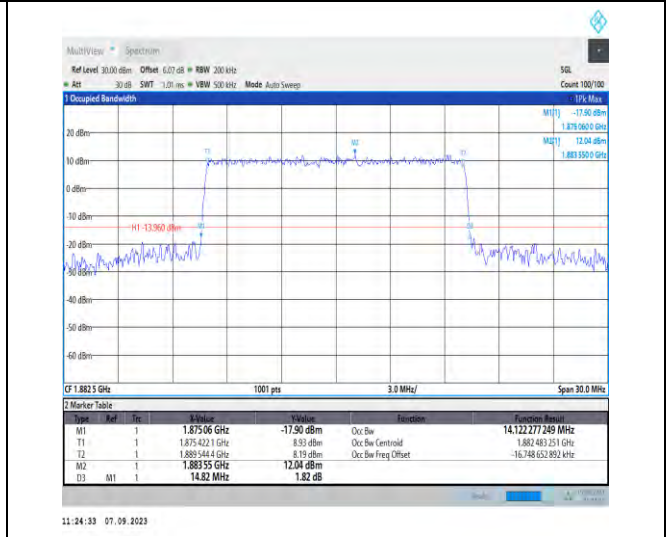 MultiView Spectrum
Ref Level 30.00 dBm Offset 6.07 dB RBW 200 kHz SGL
Att 30 dB SWT 1.01 ms VBW 500 kHz Mode Auto Sweep Count 100/100
1 Occupied Bandwidth 1Pk Max
M1[1] -17.90 dBm
1.875 060 0 GHz
20 dBm M2[1] 12.04 dBm
1.883 550 0 GHz
T1 M2
10 dBm
0 dBm
-10 dBm
H1 -13.960 dBm M1
-20 dBm
-30 dBm
-40 dBm
-50 dBm
-60 dBm
CF 1.882 5 GHz 1001 pts 3.0 MHz/ Span 30.0 MHz
2 Marker Table
Type Ref Trc X-Value Y-Value Function Function Result
M1 1 1.875 06 GHz -17.90 dBm Occ Bw 14.122 277 249 MHz
T1 1 1.875 422 1 GHz 8.93 dBm Occ Bw Centroid 1.882 483 251 GHz
T2 1 1.889 544 4 GHz 8.19 dBm Occ Bw Freq Offset -16.748 652 892 kHz
M2 1 1.883 55 GHz 12.04 dBm
D3 M1 1 14.82 MHz 1.82 dB
11:24:33 07.09.2023